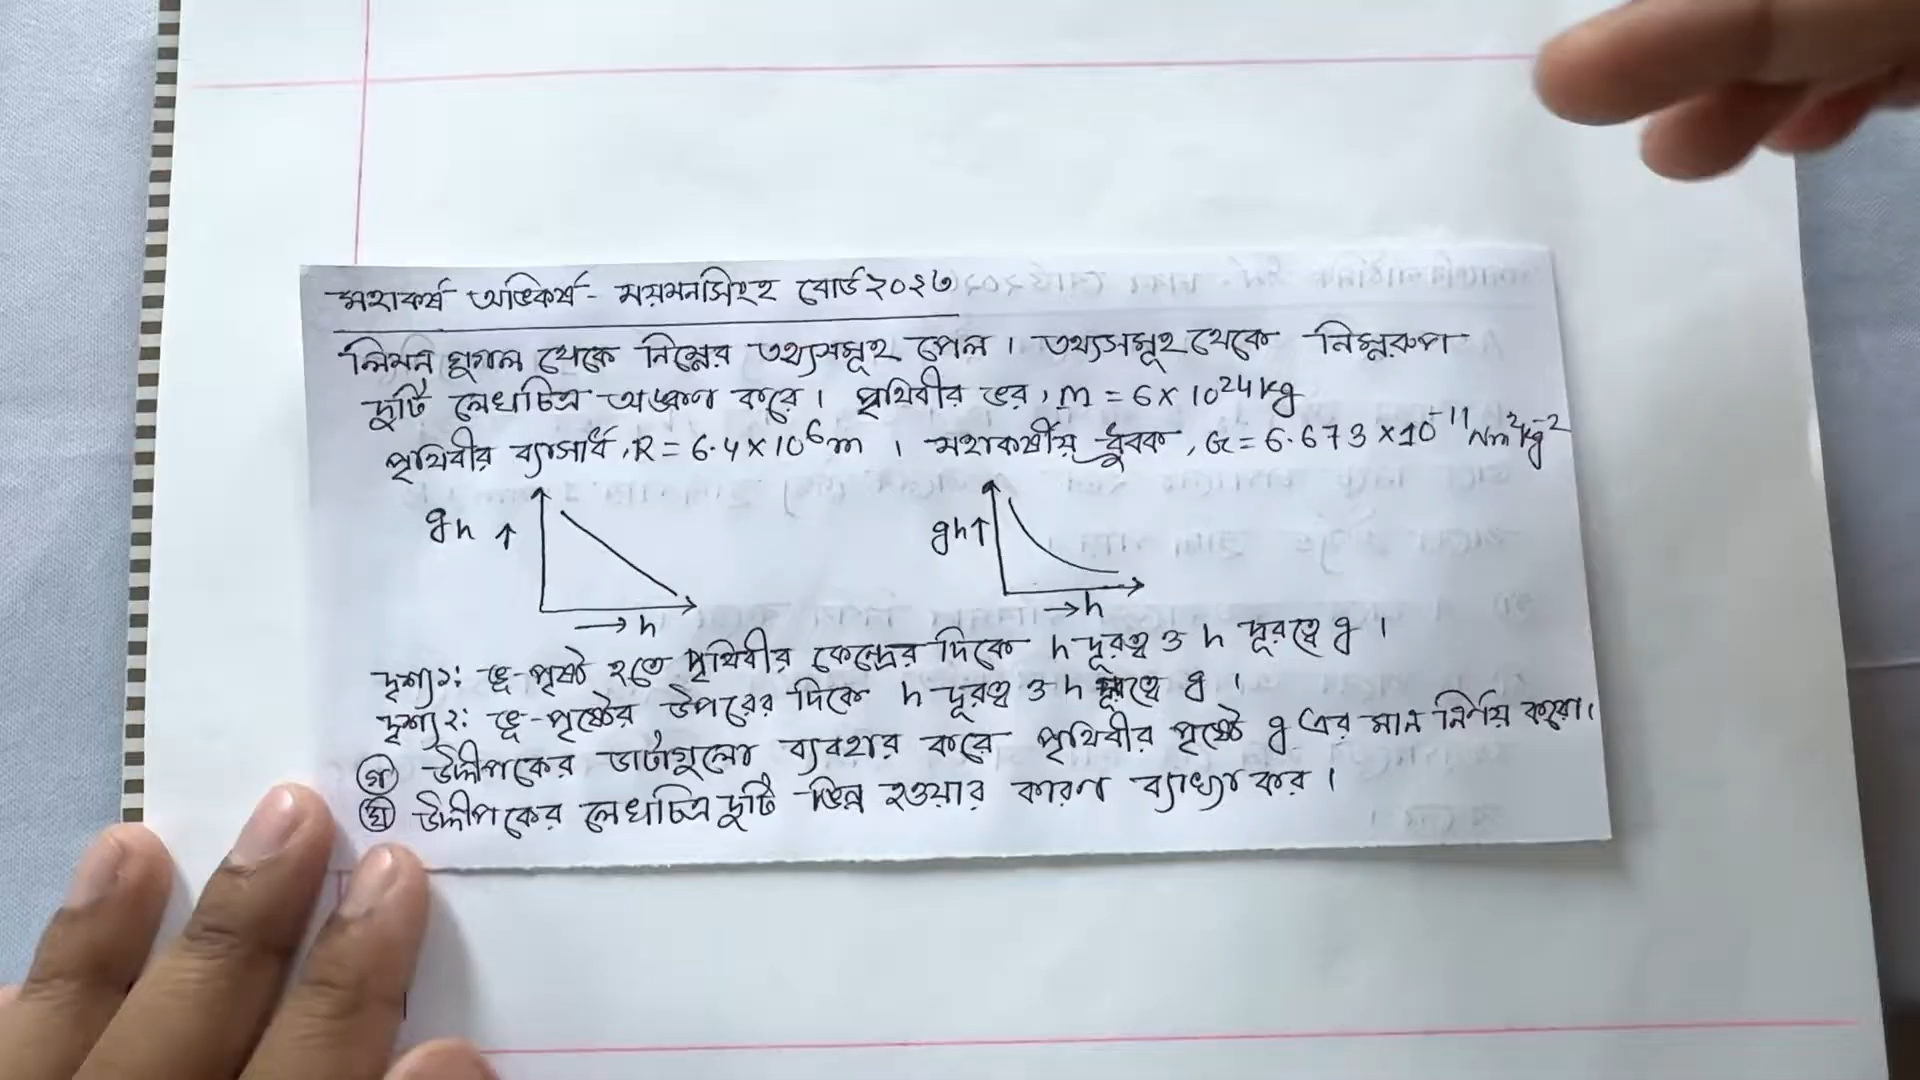 মহাকর্ষ অভিকর্ষ - ময়মনসিংহ বোর্ড ২০২৩
লিমন গুগল থেকে নিম্নের তথ্যসমূহ পেল। তথ্যসমূহ থেকে নিম্নরূপ
দুটি লেখচিত্র অঙ্কন করে। পৃথিবীর ভর, m = 6 × 10²⁴ kg
পৃথিবীর ব্যাসার্ধ, R = 6.4 × 10⁶ m । মহাকর্ষীয় ধ্রুবক, G = 6.673 × 10⁻¹¹ Nm²kg⁻²
gh ↑
→ h
gh ↑
→ h
দৃশ্য ১: ভূ-পৃষ্ঠ হতে পৃথিবীর কেন্দ্রের দিকে h দূরত্ব ও h দূরত্বে g ।
দৃশ্য ২: ভূ-পৃষ্ঠের উপরের দিকে h দূরত্ব ও h দূরত্বে g ।
গ উদ্দীপকের ডাটাগুলো ব্যবহার করে পৃথিবীর পৃষ্ঠে g এর মান নির্ণয় করো।
ঘ উদ্দীপকের লেখচিত্র দুটি ভিন্ন হওয়ার কারণ ব্যাখ্যা কর ।